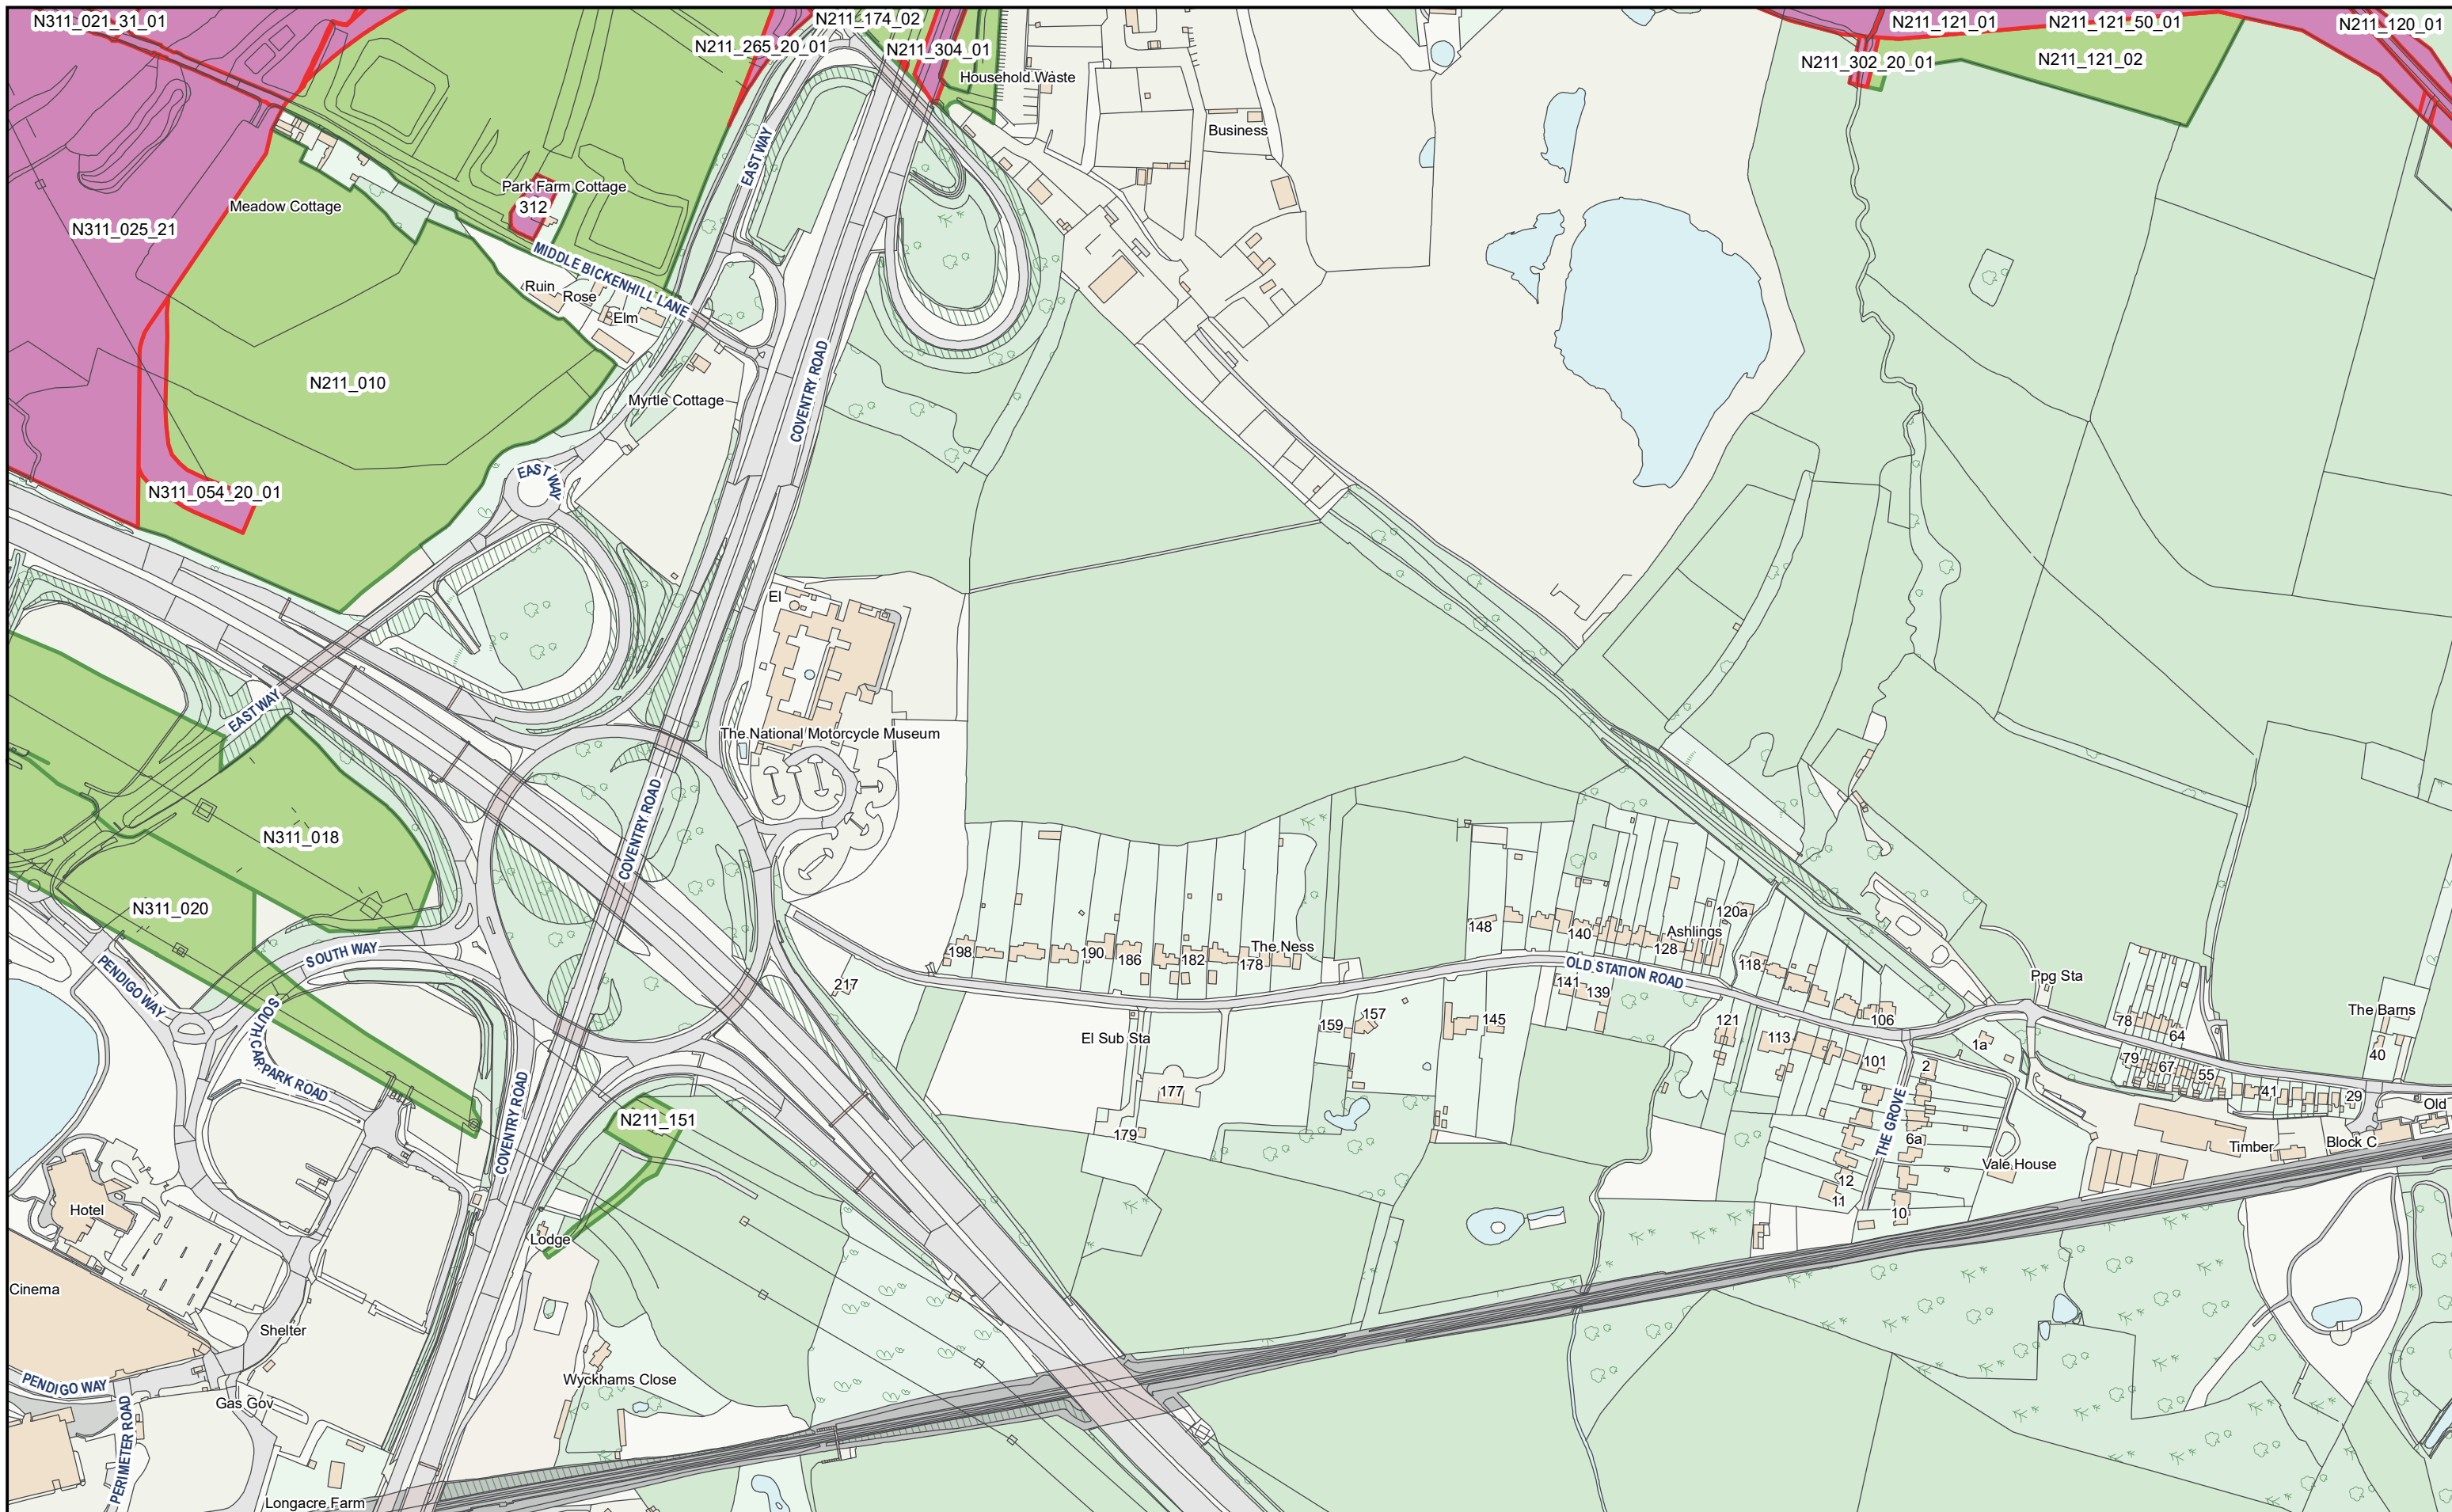 N311_021_31_01
N211_174_02
N211_265_20_01
N211_304_01
N211_121_01
N211_121_50_01
N211_120_01
N211_302_20_01
N211_121_02
Household Waste
Business
EAST WAY
Park Farm Cottage
312
Meadow Cottage
N311_025_21
MIDDLE BICKENHILL LANE
Ruin
Rose
Elm
N211_010
Myrtle Cottage
COVENTRY ROAD
EAST WAY
N311_054_20_01
El
EAST WAY
The National Motorcycle Museum
COVENTRY ROAD
N311_018
N311_020
SOUTH WAY
PENDIGO WAY
SOUTH CAR PARK ROAD
217
198
190
186
182
178
The Ness
148
140
128
Ashlings
120a
118
OLD STATION ROAD
141
139
106
Ppg Sta
The Barns
El Sub Sta
159
157
145
121
113
101
2
1a
78
64
79
67
55
41
29
40
Old
177
179
COVENTRY ROAD
N211_151
THE GROVE
6a
Timber
Block C
Vale House
12
11
10
Hotel
Lodge
Cinema
Shelter
Wyckhams Close
PENDIGO WAY
Gas Gov
PERIMETER ROAD
Longacre Farm